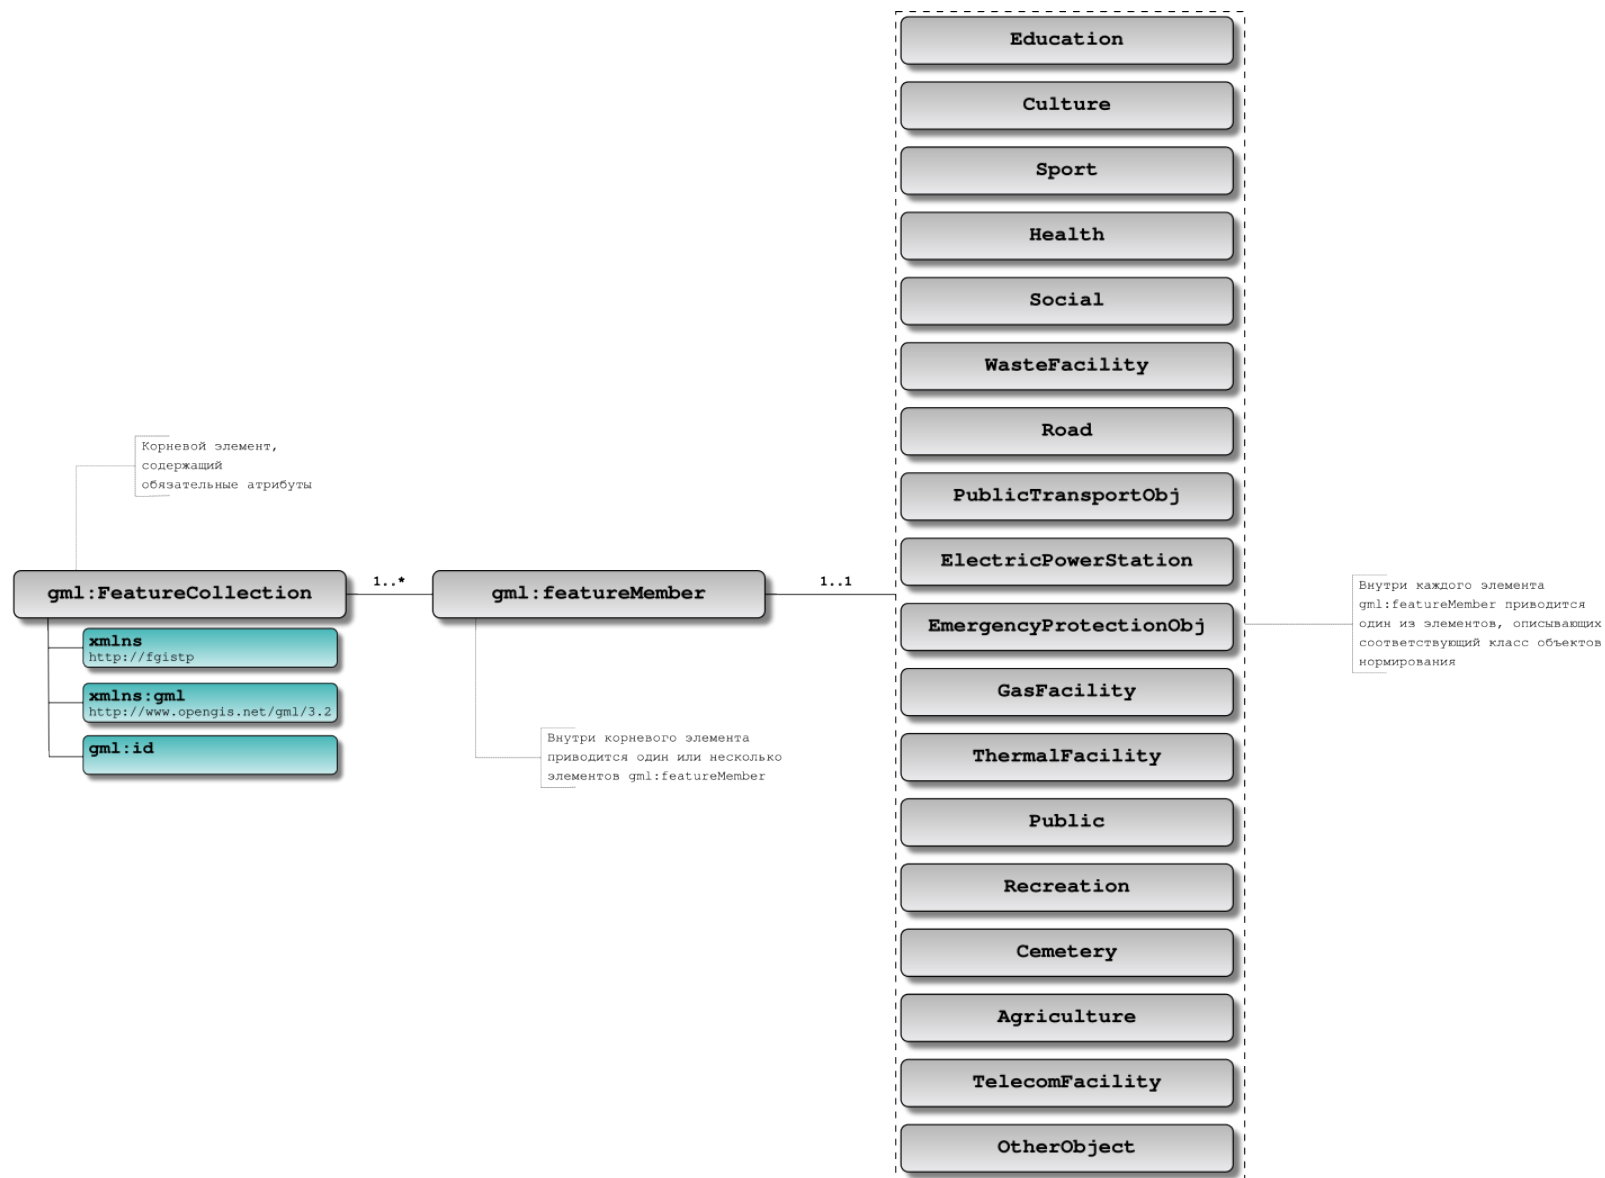 Корневой элемент,
содержащий
обязательные атрибуты
gml:FeatureCollection
xmlns
http://fgistp
xmlns:gml
http://www.opengis.net/gml/3.2
gml:id
1..*
gml:featureMember
Внутри корневого элемента
приводится один или несколько
элементов gml:featureMember
1..1
Education
Culture
Sport
Health
Social
WasteFacility
Road
PublicTransportObj
ElectricPowerStation
EmergencyProtectionObj
GasFacility
ThermalFacility
Public
Recreation
Cemetery
Agriculture
TelecomFacility
OtherObject
Внутри каждого элемента
gml:featureMember приводится
один из элементов, описывающих
соответствующий класс объектов
нормирования